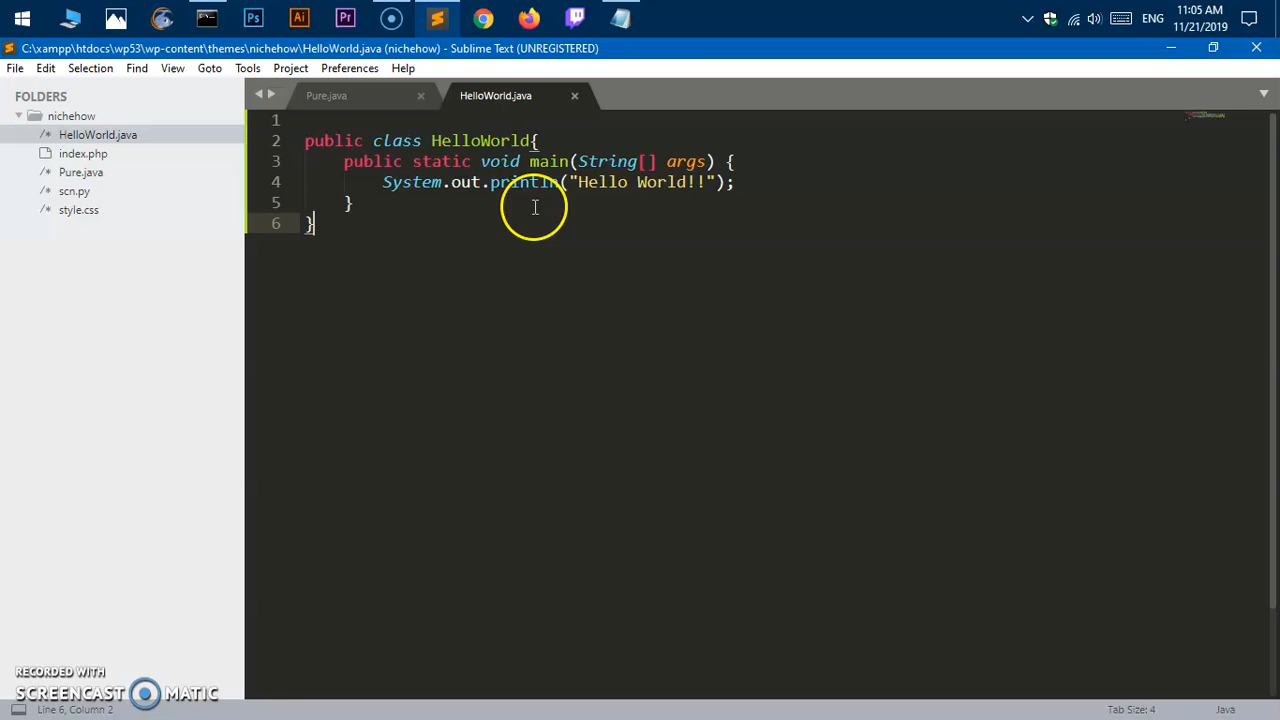 Ps
Ai
Pr
ENG
11:05 AM
11/21/2019
C:\xampp\htdocs\wp53\wp-content\themes\nichehow\HelloWorld.java (nichehow) - Sublime Text (UNREGISTERED)
File Edit Selection Find View Goto Tools Project Preferences Help
FOLDERS
nichehow
/* HelloWorld.java
index.php
/* Pure.java
/* scn.py
/* style.css
Pure.java ×
HelloWorld.java ×
1
2 public class HelloWorld{
3 public static void main(String[] args) {
4 System.out.println("Hello World!!");
5 }
6 }
RECORDED WITH
SCREENCAST MATIC
Line 6, Column 2
Tab Size: 4
Java